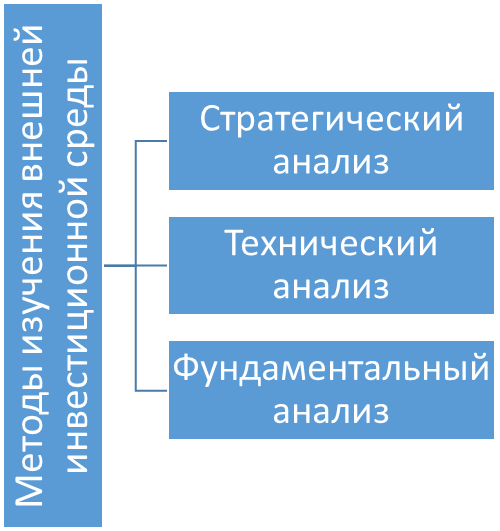 Методы изучения внешней
инвестиционной среды
Стратегический
анализ
Технический
анализ
Фундаментальный
анализ